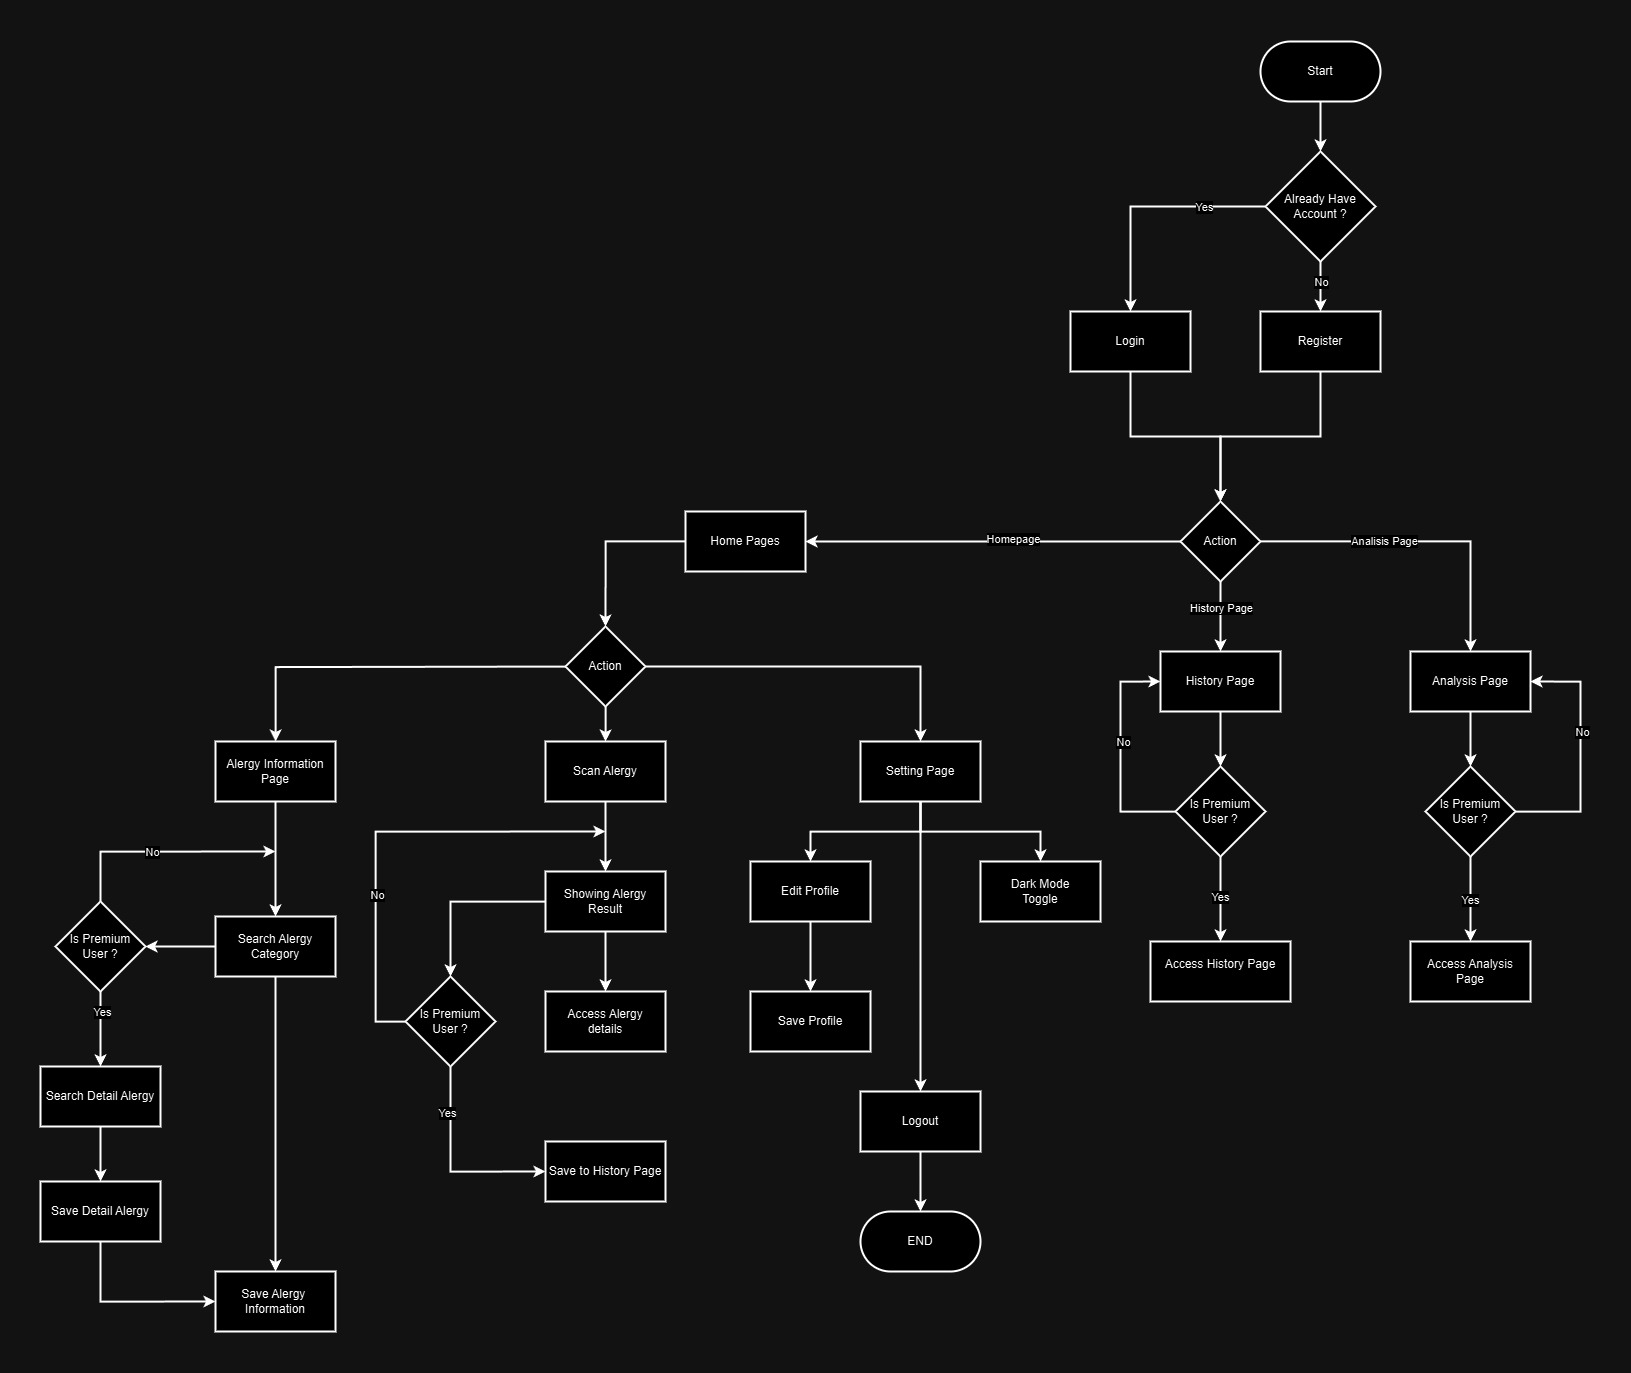 Start
Already Have
Account ?
Yes
No
Login
Register
Home Pages
Homepage
Action
Analisis Page
History Page
Action
History Page
Analysis Page
No
No
Alergy Information
Page
Scan Alergy
Setting Page
Is Premium
User ?
Is Premium
User ?
No
No
Showing Alergy
Result
Edit Profile
Dark Mode
Toggle
Yes
Yes
Is Premium
User ?
Search Alergy
Category
Access History Page
Access Analysis
Page
Yes
Is Premium
User ?
Access Alergy
details
Save Profile
Search Detail Alergy
Yes
Logout
Save to History Page
Save Detail Alergy
END
Save Alergy
Information